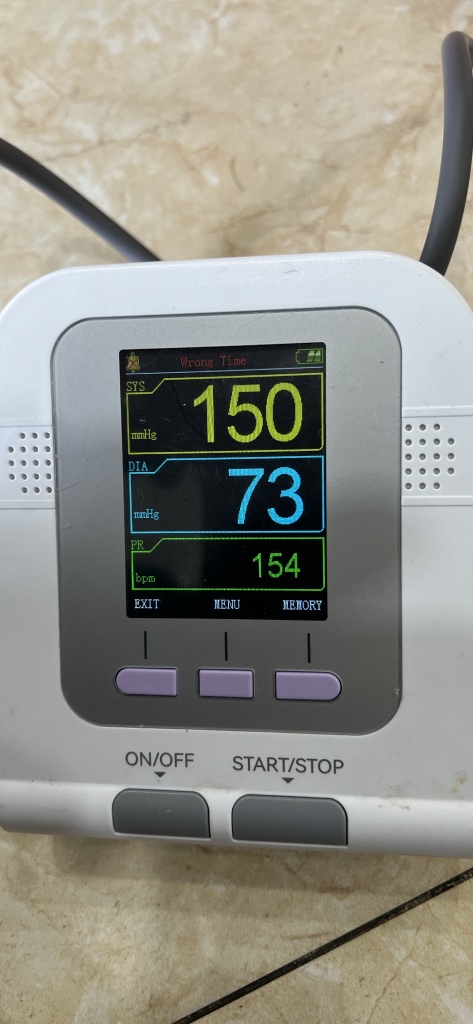 Wrong Time
SYS
150
mmHg
DIA
73
mmHg
PR
154
bpm
EXIT MENU MEMORY
ON/OFF START/STOP